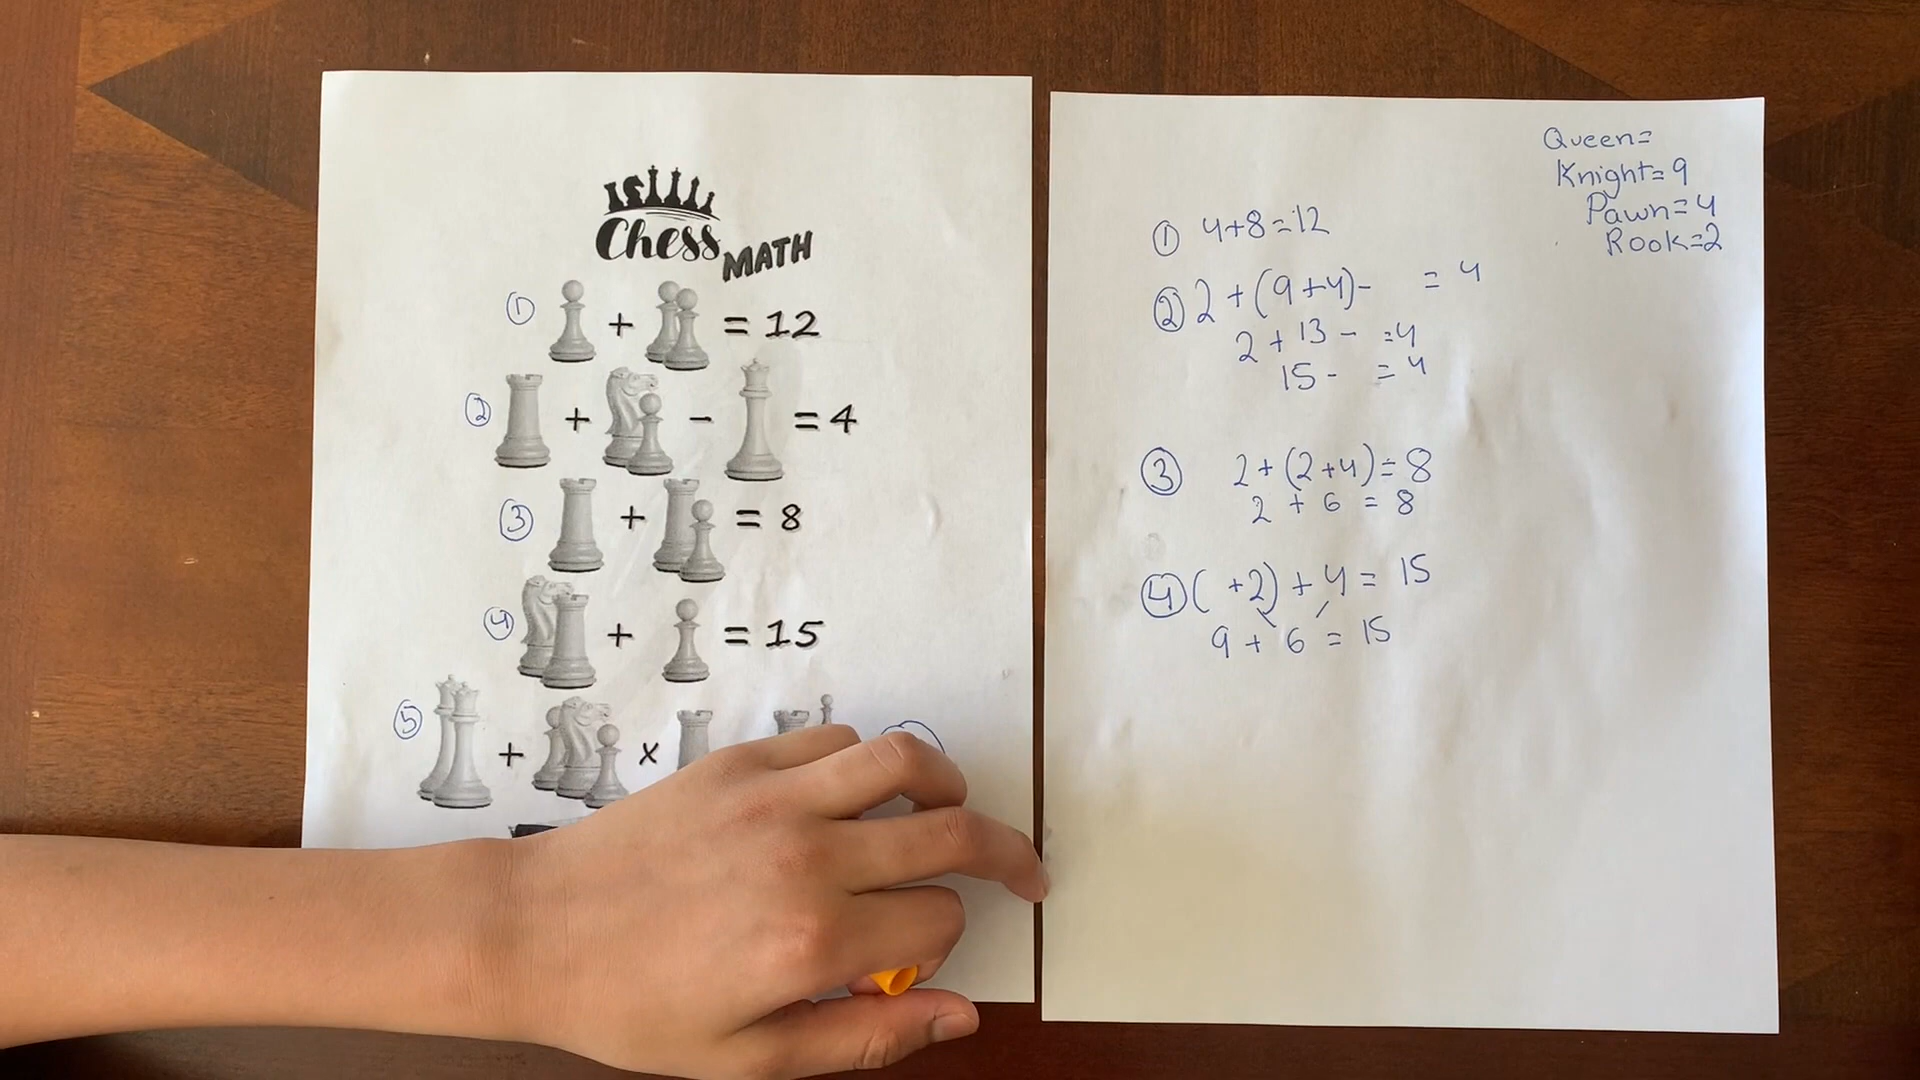 Chess MATH
① + = 12
② + - = 4
③ + = 8
④ + = 15
⑤ + x
Queen=
Knight=9
Pawn=4
Rook=2
① 4+8=12
② 2+(9+4)- = 4
2+13- =4
15- =4
③ 2+(2+4)=8
2+6=8
④ ( +2)+4=15
9+6=15